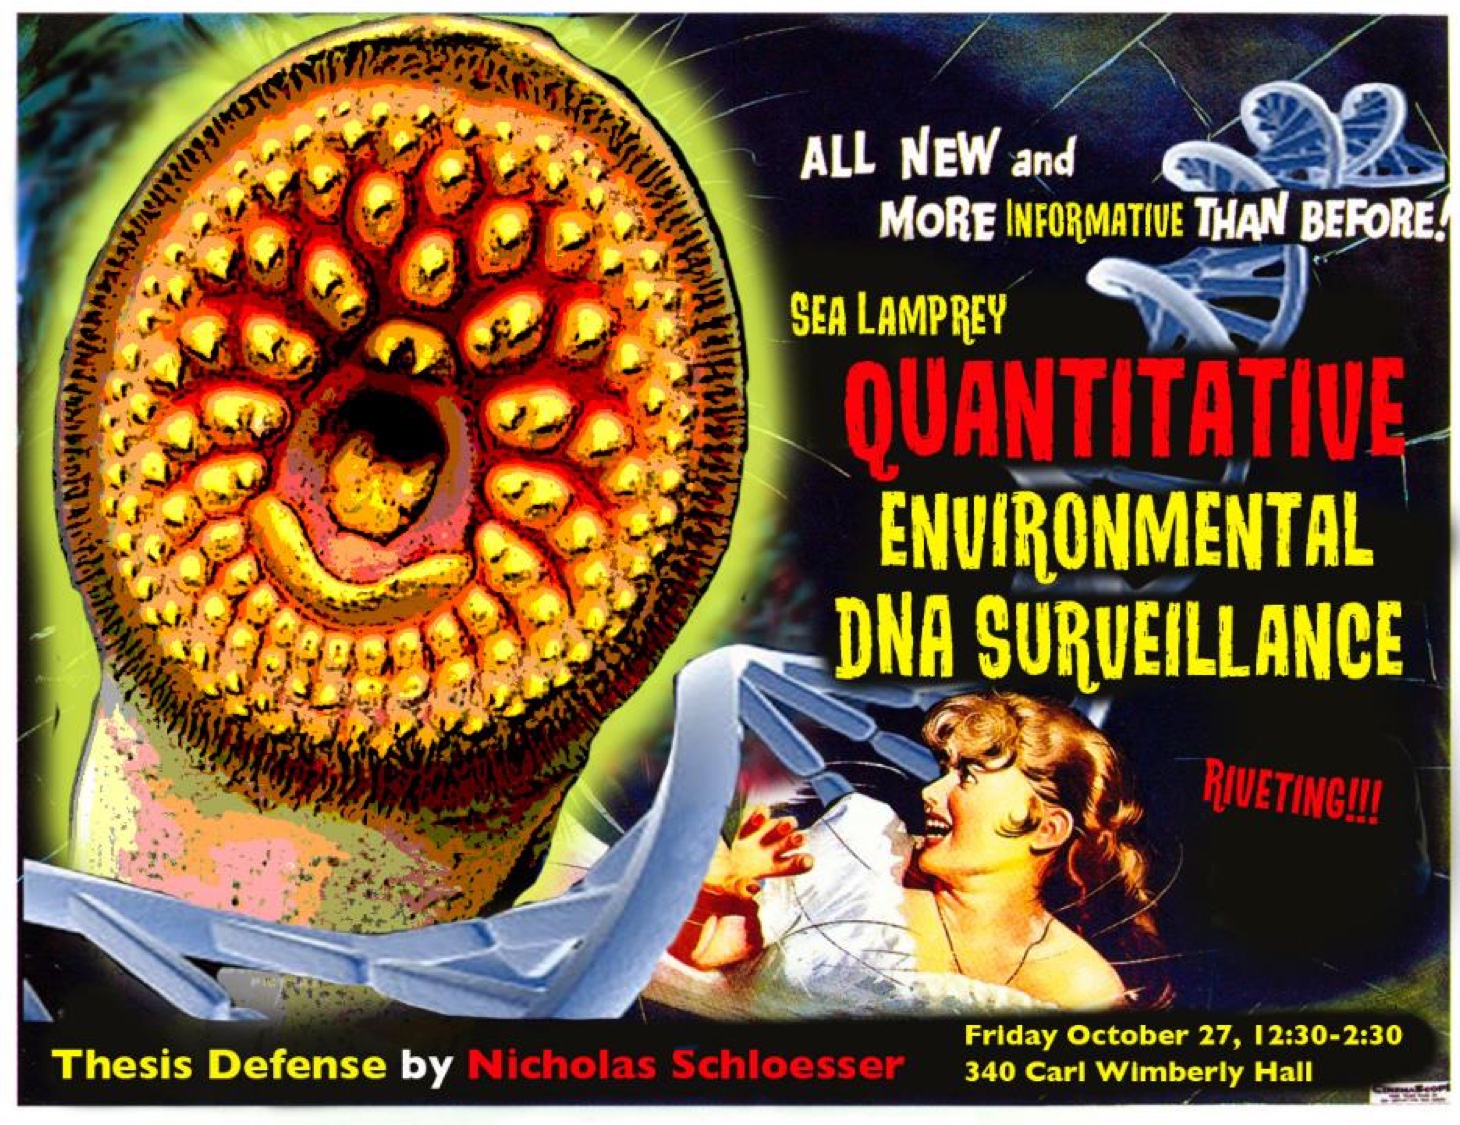 ALL NEW and
MORE INFORMATIVE THAN BEFORE!
SEA LAMPREY
QUANTITATIVE
ENVIRONMENTAL
DNA SURVEILLANCE
RIVETING!!!
Thesis Defense by Nicholas Schloesser
Friday October 27, 12:30-2:30
340 Carl Wimberly Hall
CINEMASCOPE